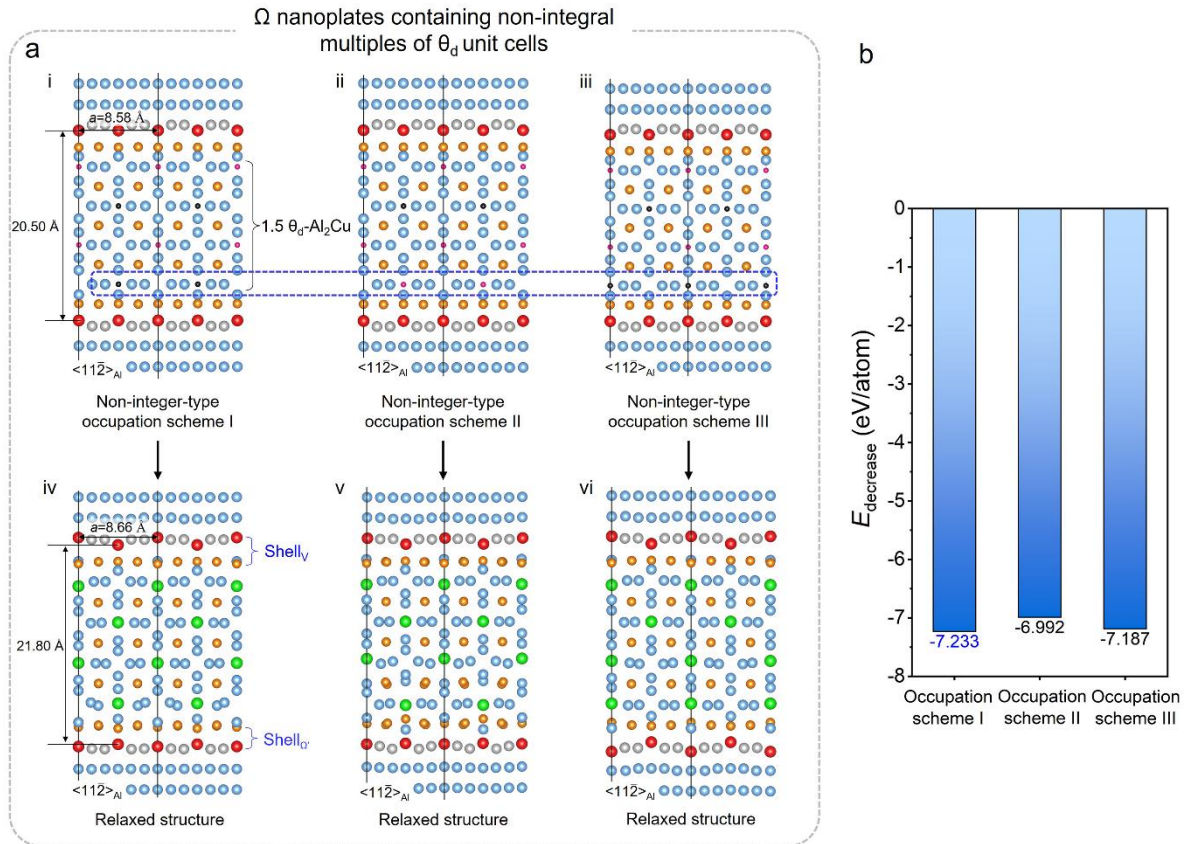 Ω nanoplates containing non-integral
multiples of θd unit cells
a
i
ii
iii
a=8.58 Å
20.50 Å
1.5 θd-Al2Cu
<112̄>Al
<112̄>Al
<112̄>Al
Non-integer-type
occupation scheme I
Non-integer-type
occupation scheme II
Non-integer-type
occupation scheme III
iv
v
vi
a=8.66 Å
ShellV
21.80 Å
ShellΩ'
<112̄>Al
<112̄>Al
<112̄>Al
Relaxed structure
Relaxed structure
Relaxed structure
b
Edecrease (eV/atom)
0
-1
-2
-3
-4
-5
-6
-7
-8
-7.233
-6.992
-7.187
Occupation
scheme I
Occupation
scheme II
Occupation
scheme III